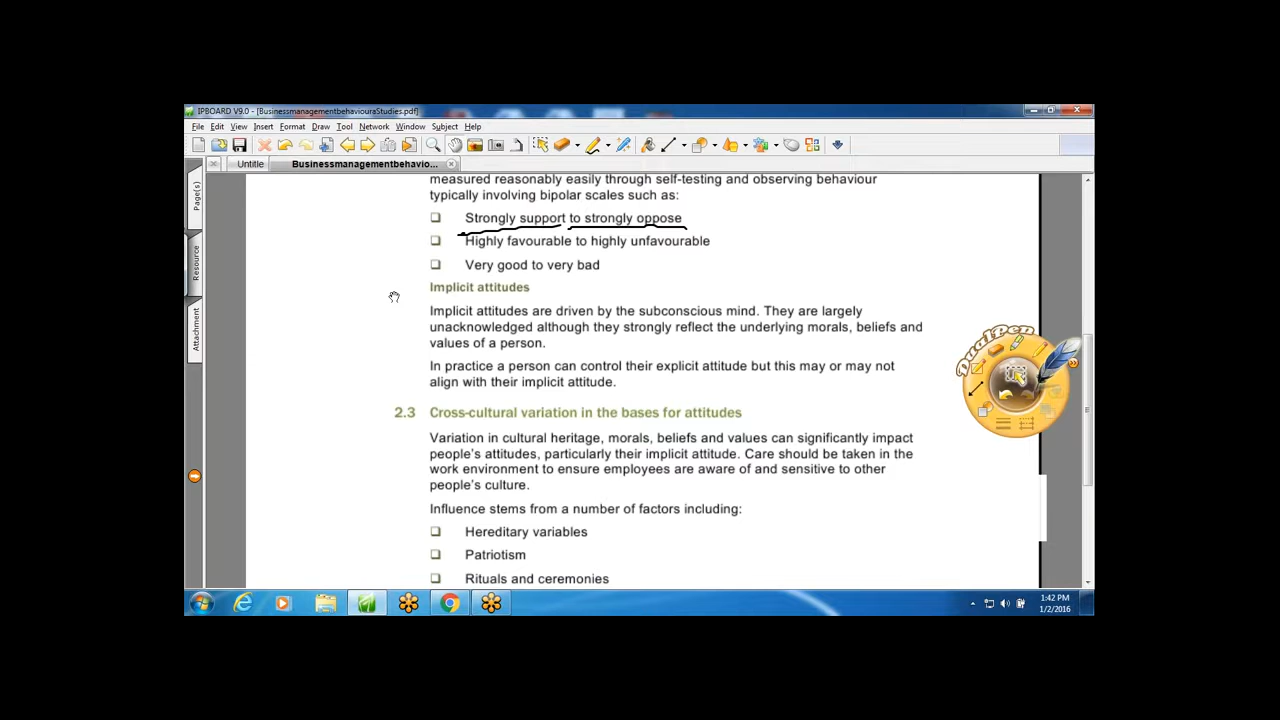 IPBOARD V9.0 - [BusinessmanagementbehaviouraStudies.pdf]
File Edit View Insert Format Draw Tool Network Window Subject Help
Untitle Businessmanagementbehavio...
Page(s)
Resource
Attachment
measured reasonably easily through self-testing and observing behaviour
typically involving bipolar scales such as:
Strongly support to strongly oppose
Highly favourable to highly unfavourable
Very good to very bad
Implicit attitudes
Implicit attitudes are driven by the subconscious mind. They are largely
unacknowledged although they strongly reflect the underlying morals, beliefs and
values of a person.
In practice a person can control their explicit attitude but this may or may not
align with their implicit attitude.
2.3 Cross-cultural variation in the bases for attitudes
Variation in cultural heritage, morals, beliefs and values can significantly impact
people's attitudes, particularly their implicit attitude. Care should be taken in the
work environment to ensure employees are aware of and sensitive to other
people's culture.
Influence stems from a number of factors including:
Hereditary variables
Patriotism
Rituals and ceremonies
DualPen
1:42 PM
1/2/2016